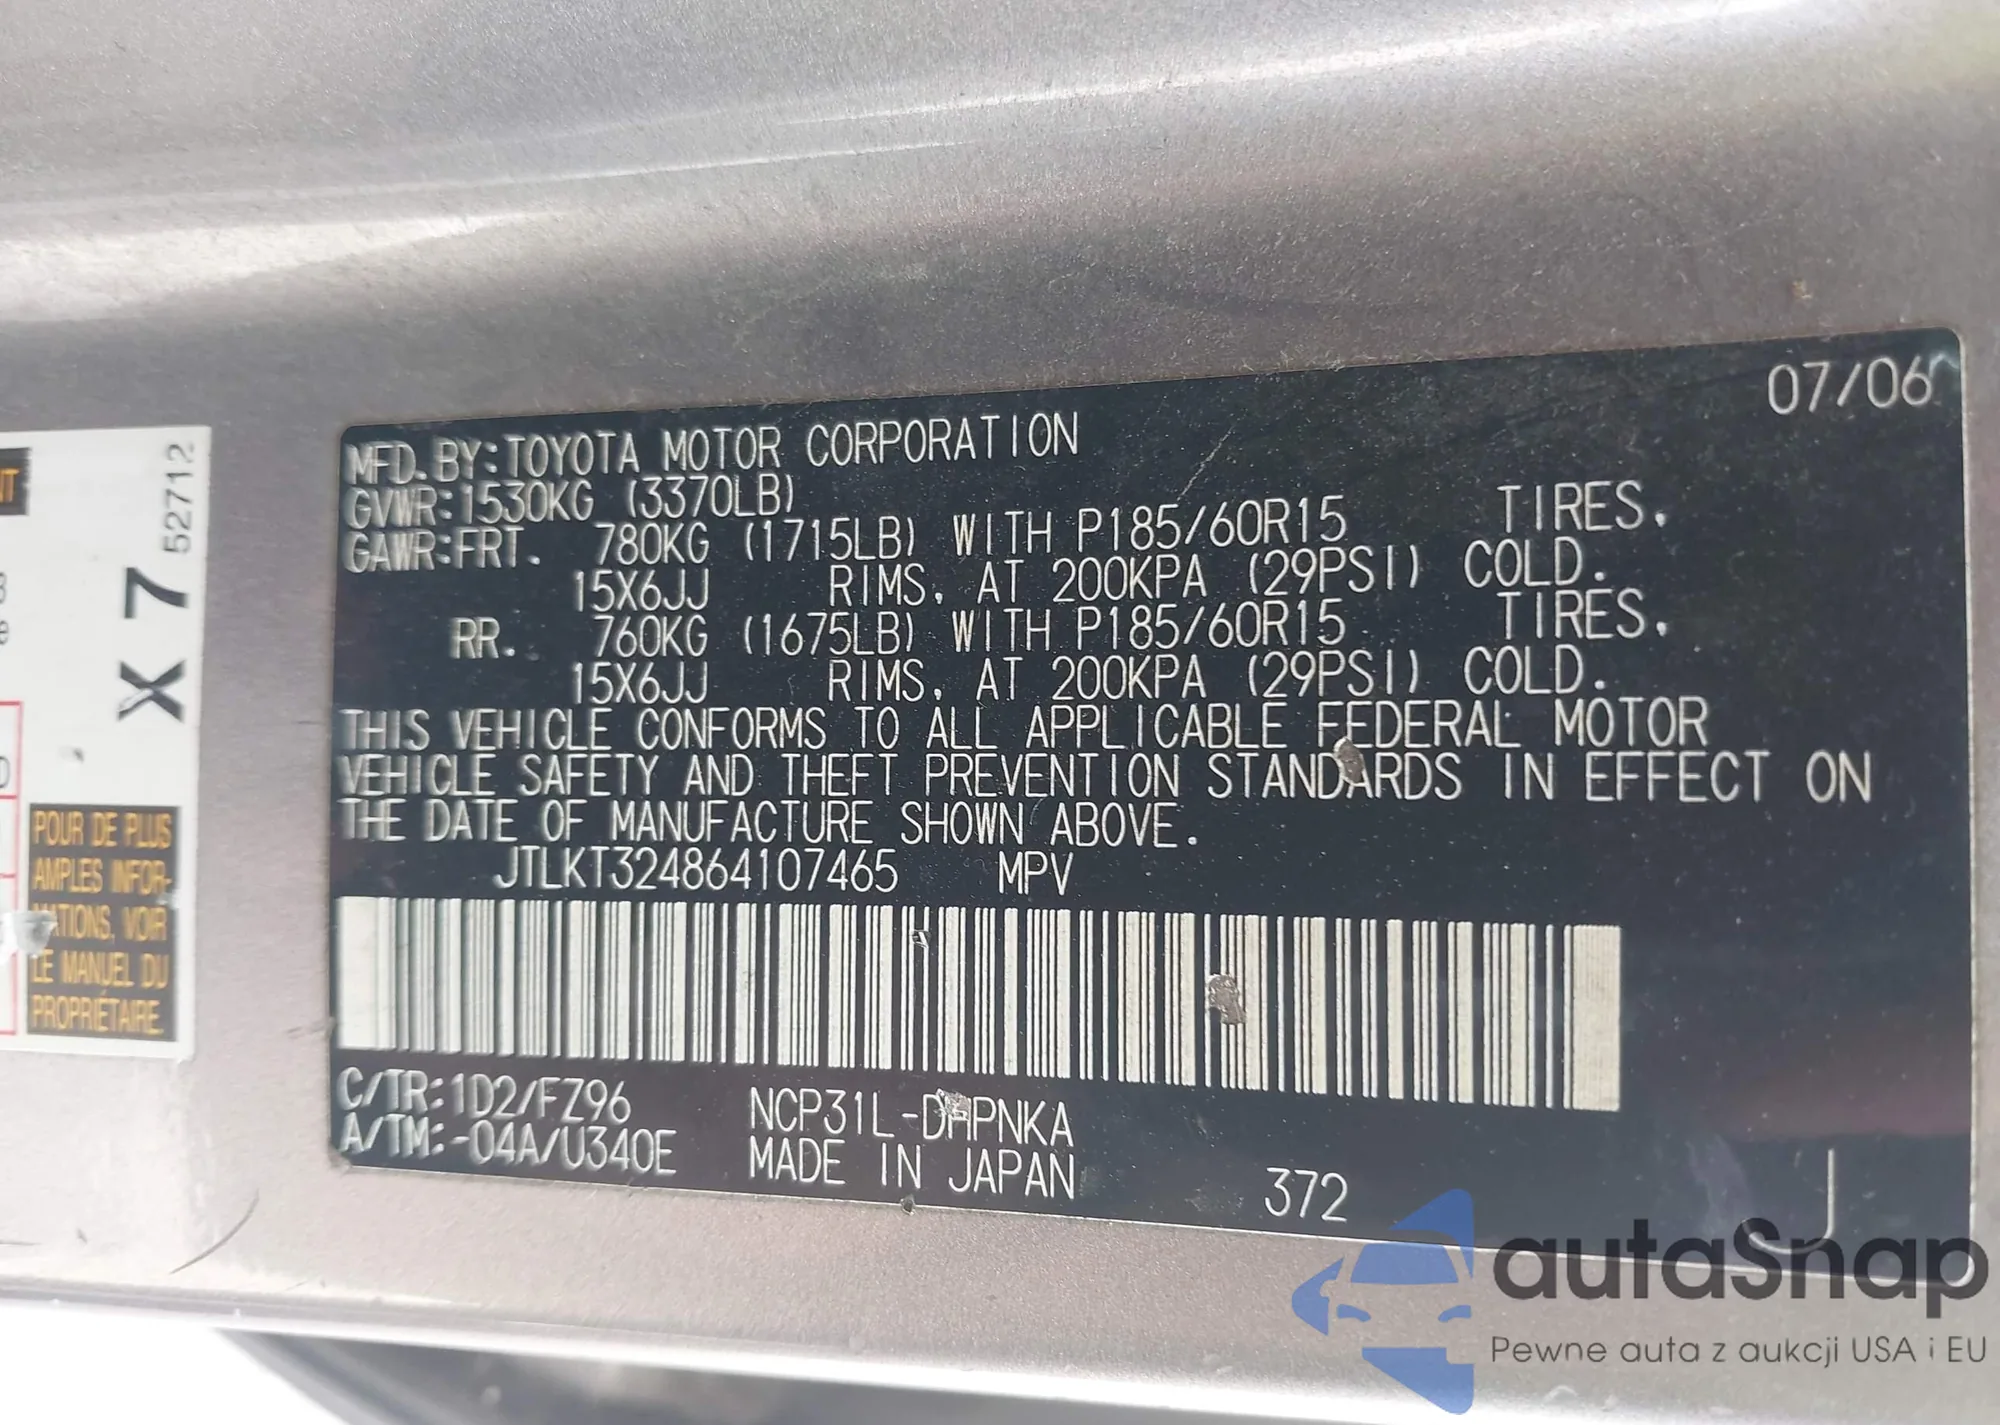 07/06
MFD.BY:TOYOTA MOTOR CORPORATION
GVWR:1530KG (3370LB)
GAWR:FRT. 780KG (1715LB) WITH P185/60R15 TIRES,
15X6JJ RIMS, AT 200KPA (29PSI) COLD.
RR. 760KG (1675LB) WITH P185/60R15 TIRES,
15X6JJ RIMS, AT 200KPA (29PSI) COLD.
THIS VEHICLE CONFORMS TO ALL APPLICABLE FEDERAL MOTOR
VEHICLE SAFETY AND THEFT PREVENTION STANDARDS IN EFFECT ON
THE DATE OF MANUFACTURE SHOWN ABOVE.
JTLKT324864107465 MPV
C/TR:1D2/FZ96 NCP31L-DHPNKA
A/TM:-04A/U340E MADE IN JAPAN
372 J
X 7 52712
POUR DE PLUS
AMPLES INFOR-
MATIONS, VOIR
LE MANUEL DU
PROPRIÉTAIRE.
autaSnap
Pewne auta z aukcji USA i EU